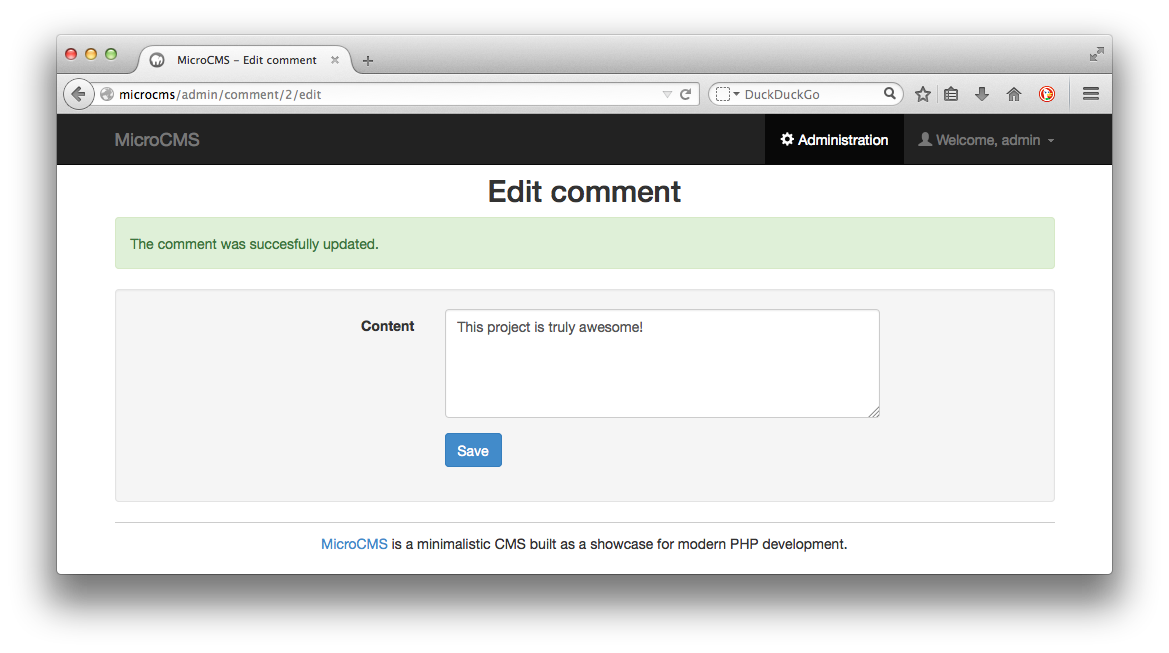 MicroCMS – Edit comment
microcms/admin/comment/2/edit
DuckDuckGo
MicroCMS
Administration
Welcome, admin
Edit comment
The comment was succesfully updated.
Content
This project is truly awesome!
Save
MicroCMS is a minimalistic CMS built as a showcase for modern PHP development.